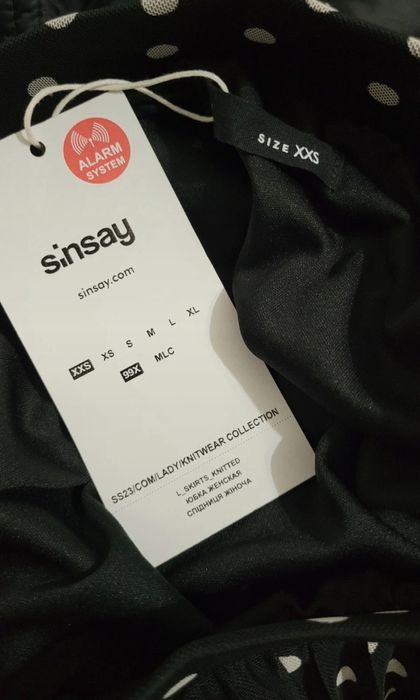 ALARM
SYSTEM
SIZE XXS
sinsay
sinsay.com
XXS XS S M L XL
99X MLC
SS23/COM/LADY/KNITWEAR COLLECTION
L_SKIRTS_KNITTED
ЮБКА ЖЕНСКАЯ
СПІДНИЦЯ ЖІНОЧА